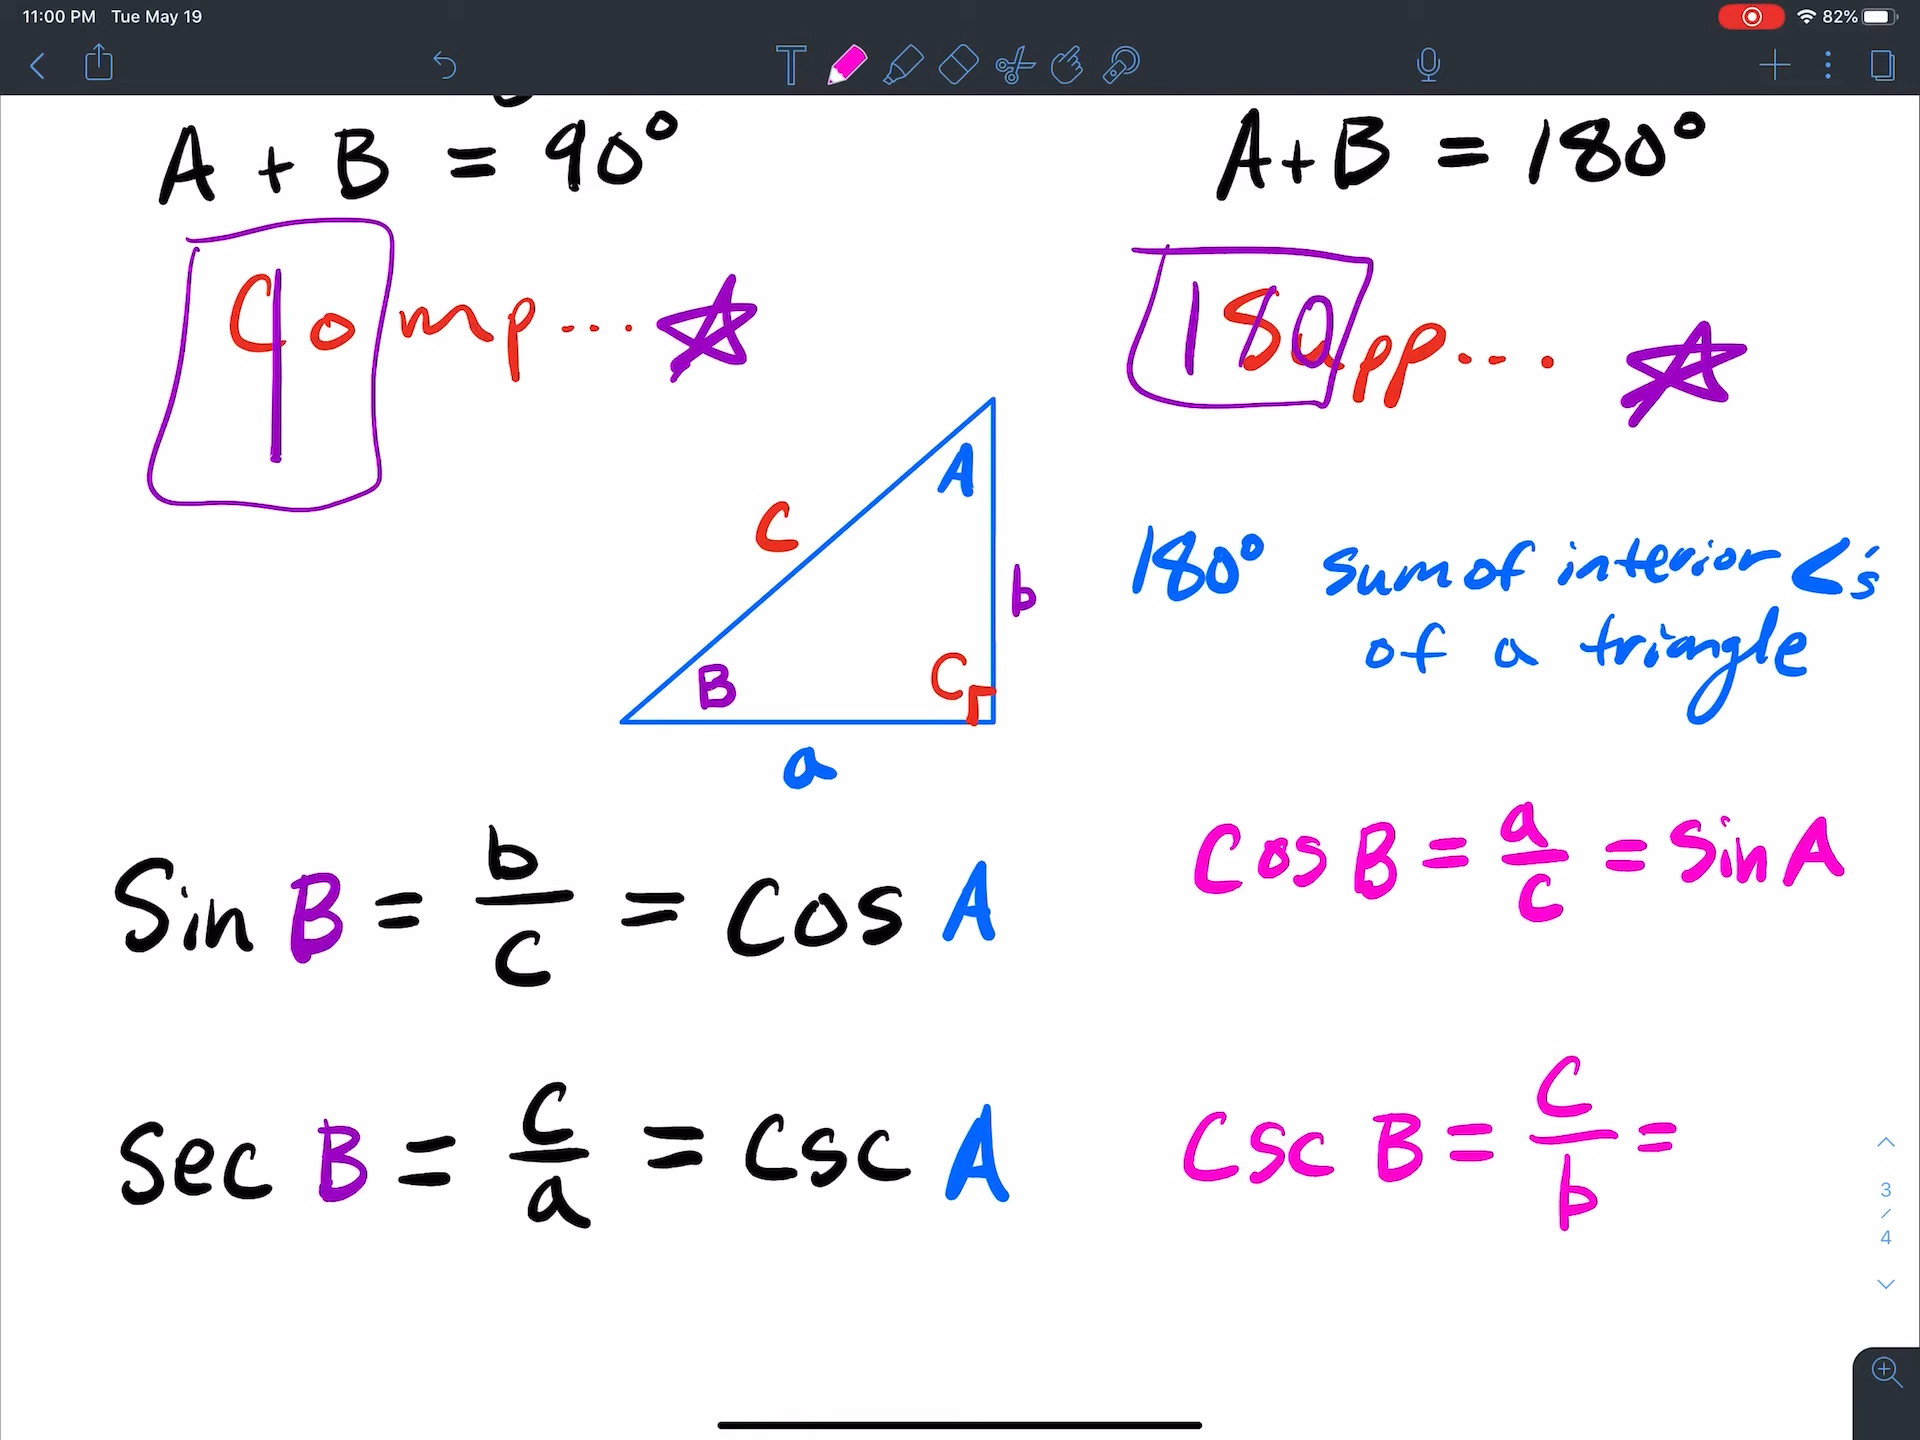 11:00 PM Tue May 19
82%
A + B = 90°
A+B = 180°
90mp...
180pp...
A
C
b
180° sum of interior <'s
of a triangle
B
C
a
Cos B = a/c = Sin A
Sin B = b/c = Cos A
Sec B = c/a = Csc A
Csc B = c/b =
3
/
4